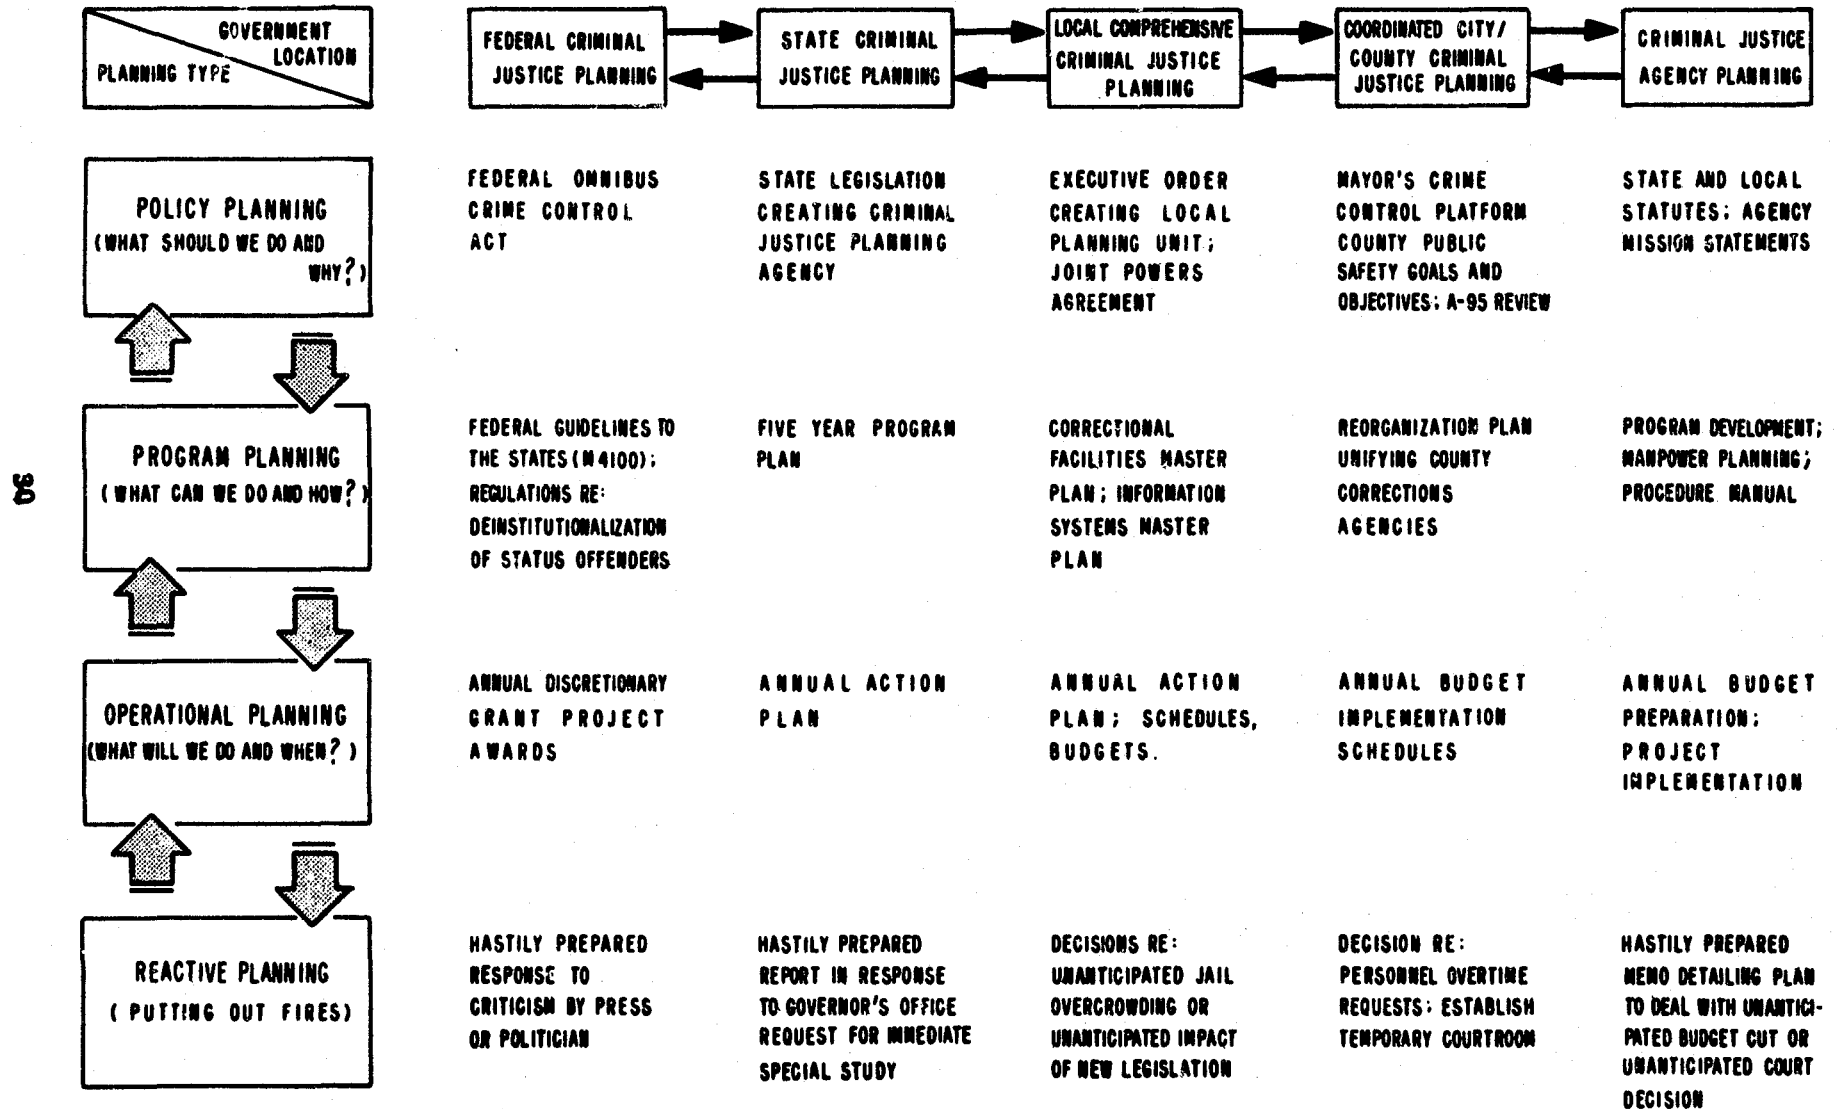 GOVERNMENT
LOCATION
PLANNING TYPE
FEDERAL CRIMINAL
JUSTICE PLANNING
STATE CRIMINAL
JUSTICE PLANNING
LOCAL COMPREHENSIVE
CRIMINAL JUSTICE
PLANNING
COORDINATED CITY/
COUNTY CRIMINAL
JUSTICE PLANNING
CRIMINAL JUSTICE
AGENCY PLANNING
POLICY PLANNING
(WHAT SHOULD WE DO AND
WHY?)
FEDERAL OMNIBUS
CRIME CONTROL
ACT
STATE LEGISLATION
CREATING CRIMINAL
JUSTICE PLANNING
AGENCY
EXECUTIVE ORDER
CREATING LOCAL
PLANNING UNIT;
JOINT POWERS
AGREEMENT
MAYOR'S CRIME
CONTROL PLATFORM
COUNTY PUBLIC
SAFETY GOALS AND
OBJECTIVES; A-95 REVIEW
STATE AND LOCAL
STATUTES; AGENCY
MISSION STATEMENTS
PROGRAM PLANNING
(WHAT CAN WE DO AND HOW?)
FEDERAL GUIDELINES TO
THE STATES (M 4100);
REGULATIONS RE:
DEINSTITUTIONALIZATION
OF STATUS OFFENDERS
FIVE YEAR PROGRAM
PLAN
CORRECTIONAL
FACILITIES MASTER
PLAN; INFORMATION
SYSTEMS MASTER
PLAN
REORGANIZATION PLAN
UNIFYING COUNTY
CORRECTIONS
AGENCIES
PROGRAM DEVELOPMENT;
MANPOWER PLANNING;
PROCEDURE MANUAL
30
OPERATIONAL PLANNING
(WHAT WILL WE DO AND WHEN?)
ANNUAL DISCRETIONARY
GRANT PROJECT
AWARDS
ANNUAL ACTION
PLAN
ANNUAL ACTION
PLAN; SCHEDULES,
BUDGETS.
ANNUAL BUDGET
IMPLEMENTATION
SCHEDULES
ANNUAL BUDGET
PREPARATION;
PROJECT
IMPLEMENTATION
REACTIVE PLANNING
(PUTTING OUT FIRES)
HASTILY PREPARED
RESPONSE TO
CRITICISM BY PRESS
OR POLITICIAN
HASTILY PREPARED
REPORT IN RESPONSE
TO GOVERNOR'S OFFICE
REQUEST FOR IMMEDIATE
SPECIAL STUDY
DECISIONS RE:
UNANTICIPATED JAIL
OVERCROWDING OR
UNANTICIPATED IMPACT
OF NEW LEGISLATION
DECISION RE:
PERSONNEL OVERTIME
REQUESTS; ESTABLISH
TEMPORARY COURTROOM
HASTILY PREPARED
MEMO DETAILING PLAN
TO DEAL WITH UNANTICI-
PATED BUDGET CUT OR
UNANTICIPATED COURT
DECISION